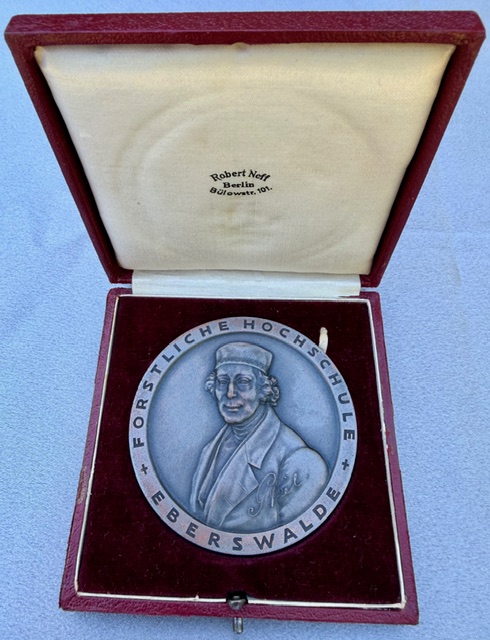 Robert Neff
Berlin
Bülowstr. 101.
FORSTLICHE HOCHSCHULE
+ EBERSWALDE +